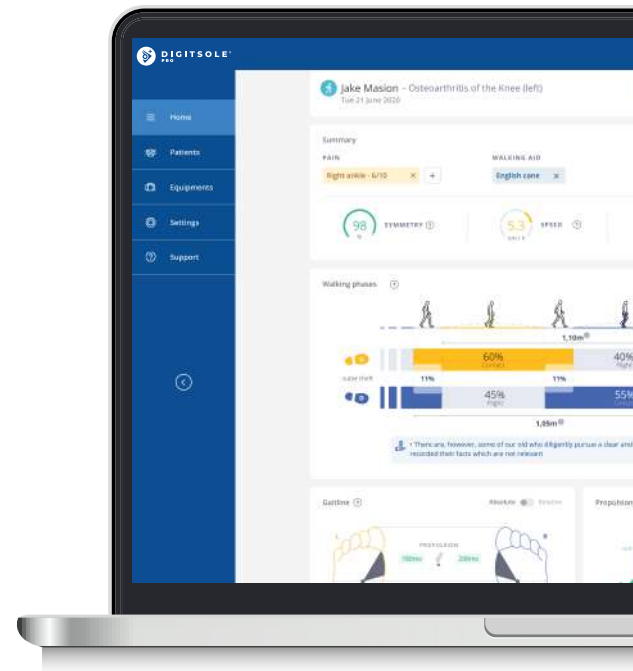 DIGITSOLE
PRO
Jake Masion - Osteoarthritis of the Knee (left)
Tue 21 June 2020
Home
Patients
Equipments
Settings
Support
Summary
PAIN
WALKING AID
Right ankle - 6/10 × +
English cane ×
98
%
SYMMETRY ?
5.3
SPEED ?
Walking phases ?
1,10m
60%
Contact
40%
Flight
11%
11%
45%
Flight
55%
1,05m
• There are, however, some of our old who diligently pursue a clear and
recorded their facts which are not relevant
Gaitline ?
Absolute
Relative
Propulsion
L
PROPULSION
R
200ms